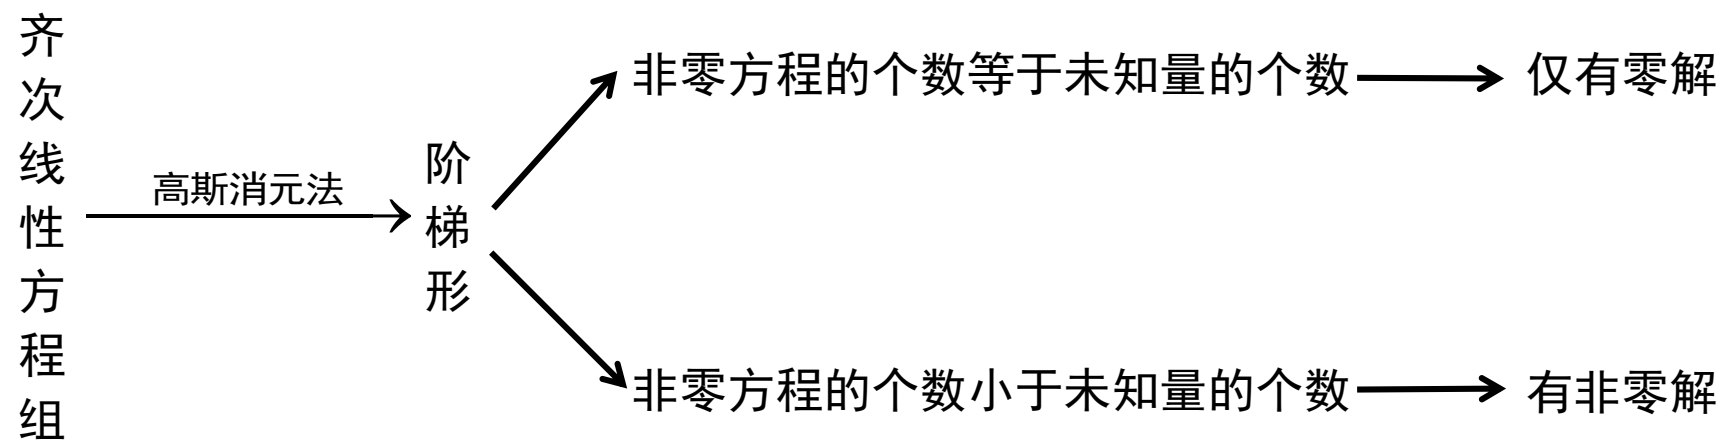 齐次线性方程组
高斯消元法
阶梯形
非零方程的个数等于未知量的个数
仅有零解
非零方程的个数小于未知量的个数
有非零解